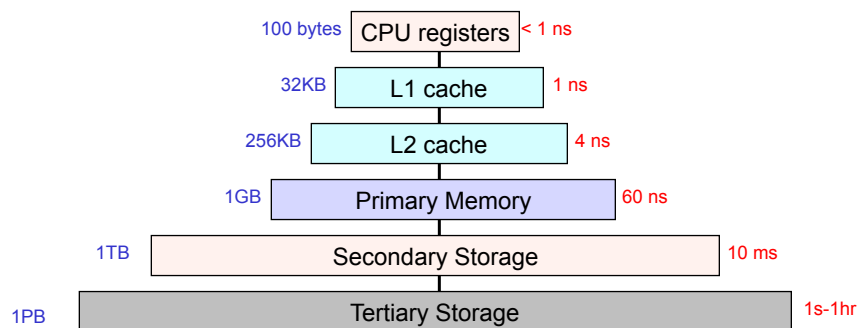 100 bytes CPU registers < 1 ns
32KB L1 cache 1 ns
256KB L2 cache 4 ns
1GB Primary Memory 60 ns
1TB Secondary Storage 10 ms
1PB Tertiary Storage 1s-1hr